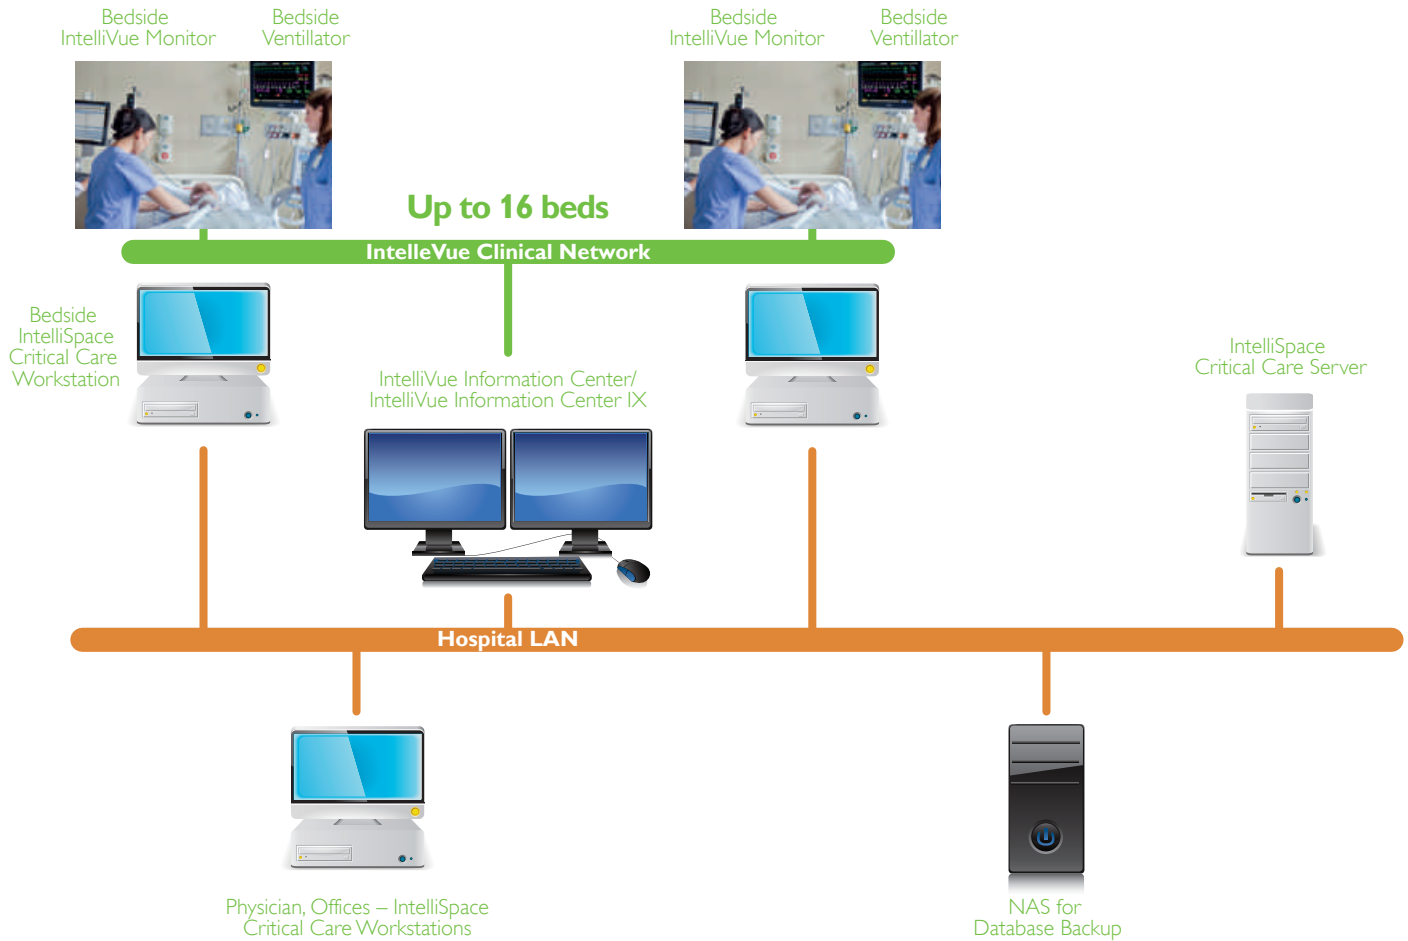 Bedside
IntelliVue Monitor
Bedside
Ventillator
Bedside
IntelliVue Monitor
Bedside
Ventillator
Up to 16 beds
IntelleVue Clinical Network
Bedside
IntelliSpace
Critical Care
Workstation
IntelliVue Information Center/
IntelliVue Information Center IX
IntelliSpace
Critical Care Server
Hospital LAN
Physician, Offices – IntelliSpace
Critical Care Workstations
NAS for
Database Backup